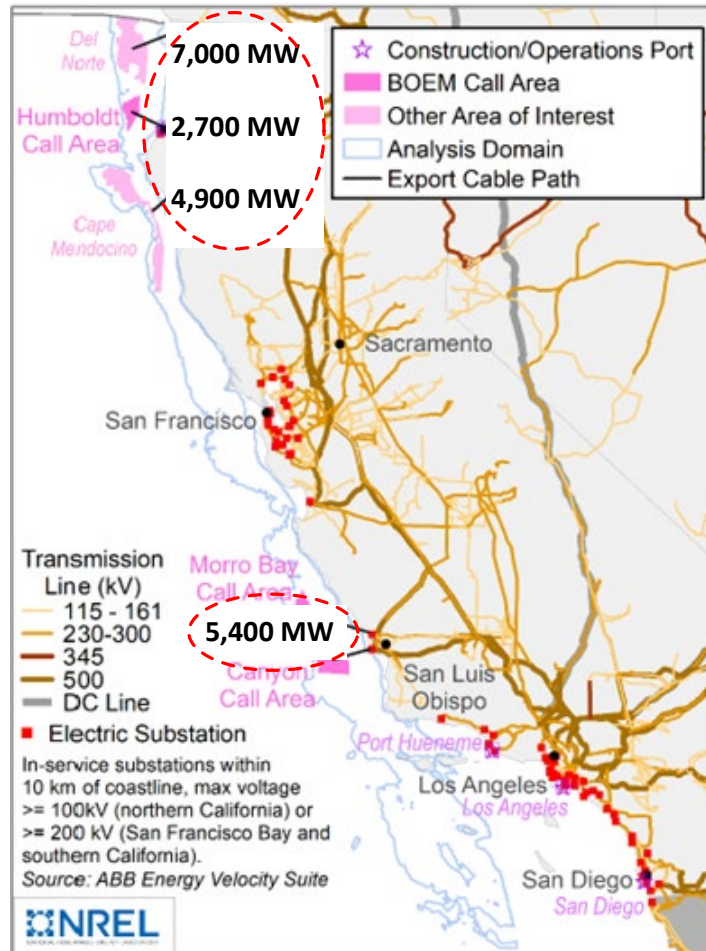 Del
Norte
7,000 MW
Humboldt
Call Area
2,700 MW
4,900 MW
Cape
Mendocino
Construction/Operations Port
BOEM Call Area
Other Area of Interest
Analysis Domain
Export Cable Path
Sacramento
San Francisco
Morro Bay
Call Area
5,400 MW
Canyon
Call Area
San Luis
Obispo
Port Hueneme
Los Angeles
Los Angeles
San Diego
San Diego
Transmission
Line (kV)
115 - 161
230-300
345
500
DC Line
Electric Substation
In-service substations within
10 km of coastline, max voltage
>= 100kV (northern California) or
>= 200 kV (San Francisco Bay and
southern California).
Source: ABB Energy Velocity Suite
NREL